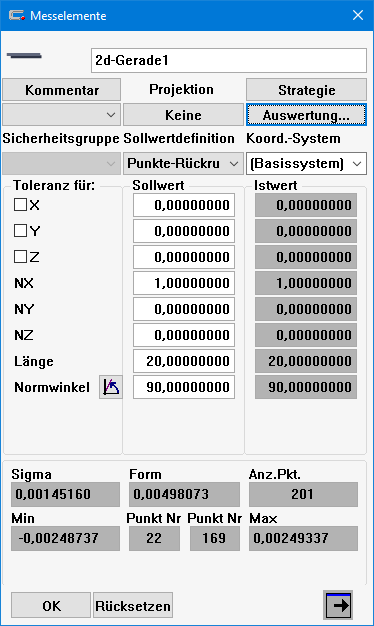 Messelemente
2d-Gerade1
Kommentar Projektion Strategie
Keine Auswertung...
Sicherheitsgruppe Sollwertdefinition Koord.-System
Punkte-Rückru (Basissystem)
Toleranz für: Sollwert Istwert
X 0,00000000 0,00000000
Y 0,00000000 0,00000000
Z 0,00000000 0,00000000
NX 1,00000000 1,00000000
NY 0,00000000 0,00000000
NZ 0,00000000 0,00000000
Länge 20,00000000 20,00000000
Normwinkel 90,00000000 90,00000000
Sigma Form Anz.Pkt.
0,00145160 0,00498073 201
Min Punkt Nr Punkt Nr Max
-0,00248737 22 169 0,00249337
OK Rücksetzen